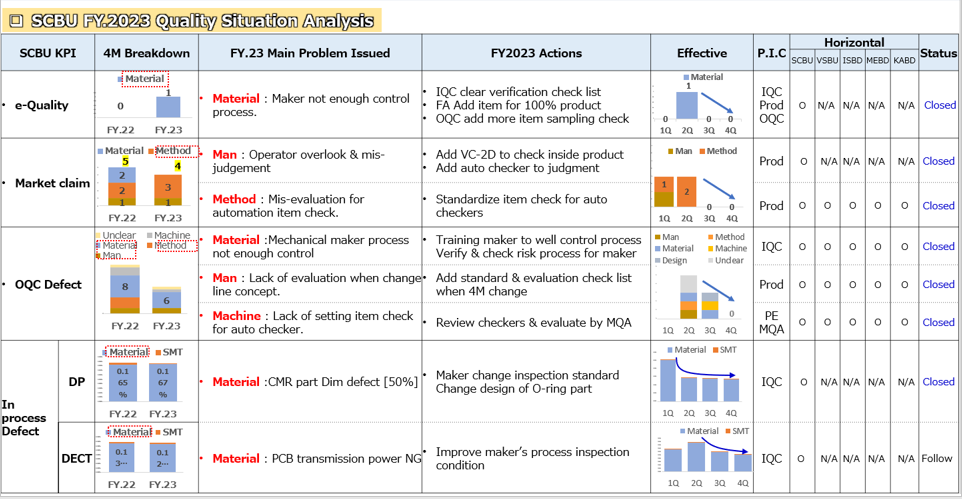 ❑ SCBU FY.2023 Quality Situation Analysis
SCBU KPI
4M Breakdown
FY.23 Main Problem Issued
FY2023 Actions
Effective
P.I.C
Horizontal
SCBU
VSBU
ISBD
MEBD
KABD
Status
• e-Quality
Material
0
1
FY.22
FY.23
• Material : Maker not enough control
process.
• IQC clear verification check list
• FA Add item for 100% product
• OQC add more item sampling check
Material
1
0
0
0
1Q
2Q
3Q
4Q
IQC
Prod
OQC
O
N/A
N/A
N/A
N/A
Closed
• Market claim
Material
Method
5
4
2
2
1
3
1
FY.22
FY.23
• Man : Operator overlook & mis-
judgement
• Add VC-2D to check inside product
• Add auto checker to judgment
Man
Method
1
2
0
0
1Q
2Q
3Q
4Q
Prod
O
N/A
N/A
N/A
N/A
Closed
• Method : Mis-evaluation for
automation item check.
• Standardize item check for auto
checkers
Prod
O
O
O
O
O
Closed
• OQC Defect
Unclear
Machine
Material
Method
Man
8
6
FY.22
FY.23
• Material :Mechanical maker process
not enough control
• Training maker to well control process
Verify & check risk process for maker
Man
Method
Material
Machine
Design
Unclear
0
1Q
2Q
3Q
4Q
IQC
O
O
O
O
O
Closed
• Man : Lack of evaluation when change
line concept.
• Add standard & evaluation check list
when 4M change
Prod
O
O
O
O
O
Closed
• Machine : Lack of setting item check
for auto checker.
• Review checkers & evaluate by MQA
PE
MQA
O
O
O
O
O
Closed
In
process
Defect
DP
Material
SMT
0.1
65
%
0.1
67
%
FY.22
FY.23
• Material :CMR part Dim defect [50%]
• Maker change inspection standard
Change design of O-ring part
Material
SMT
1Q
2Q
3Q
4Q
IQC
O
N/A
N/A
N/A
N/A
Closed
DECT
Material
SMT
0.1
3···
0.1
2···
FY.22
FY.23
• Material : PCB transmission power NG
• Improve maker's process inspection
condition
Material
SMT
1Q
2Q
3Q
4Q
IQC
O
N/A
N/A
N/A
N/A
Follow